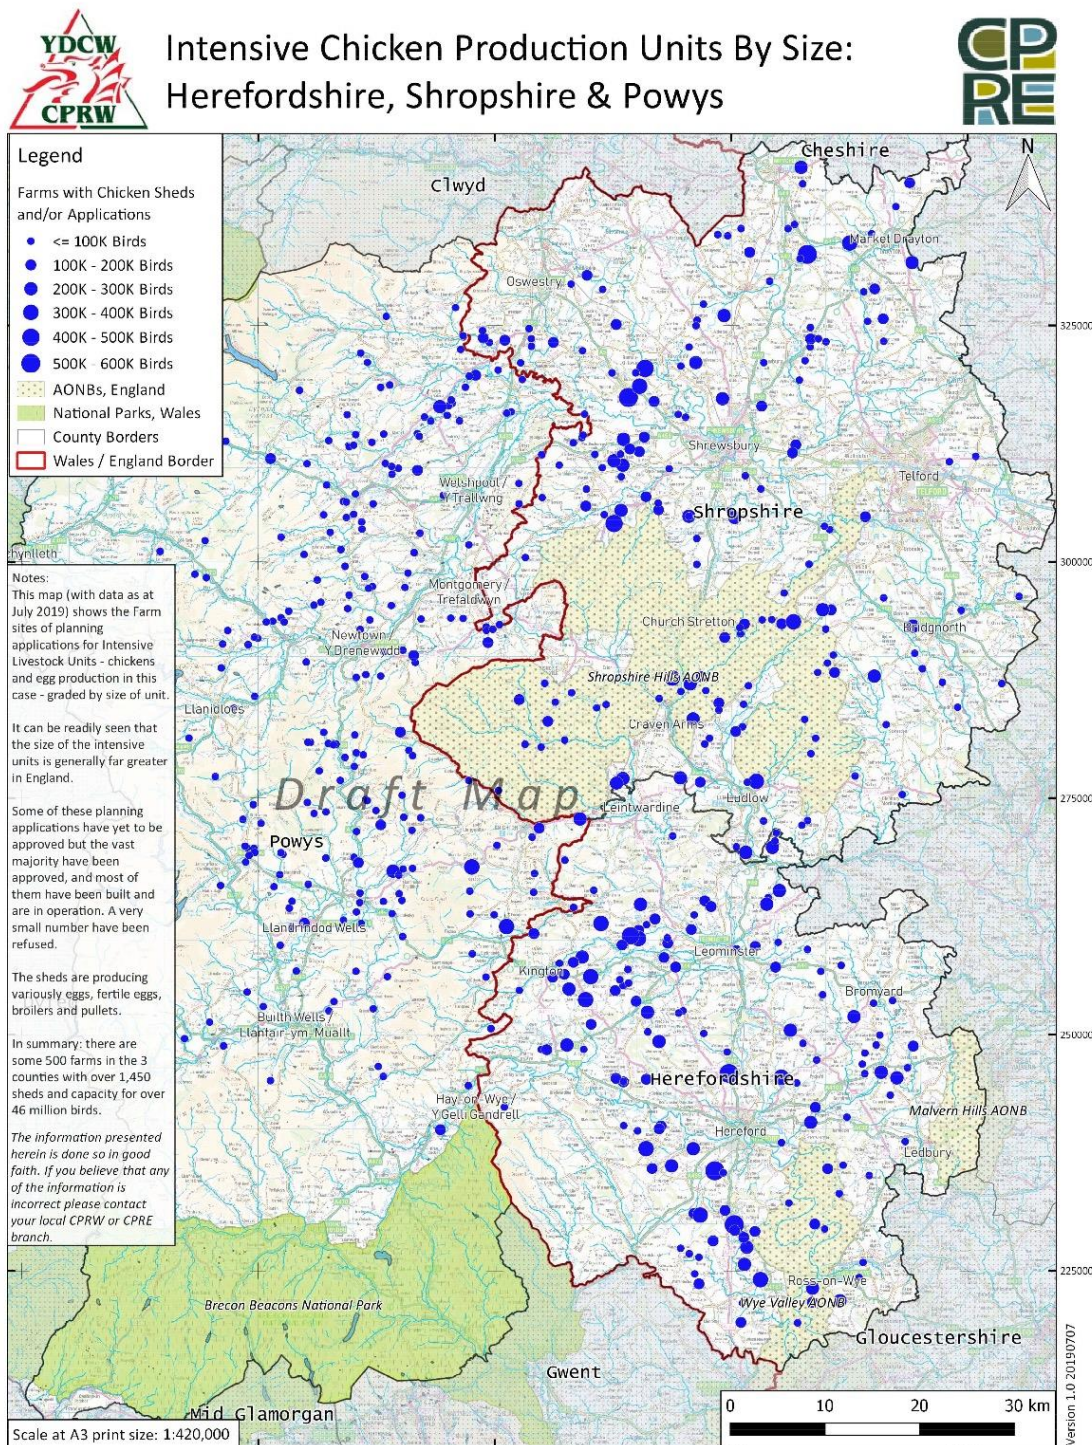 YDCW
CPRW
Intensive Chicken Production Units By Size:
Herefordshire, Shropshire & Powys
CP
RE
Legend
Farms with Chicken Sheds
and/or Applications
<= 100K Birds
100K - 200K Birds
200K - 300K Birds
300K - 400K Birds
400K - 500K Birds
500K - 600K Birds
AONBs, England
National Parks, Wales
County Borders
Wales / England Border
N
Cheshire
Clwyd
Market Drayton
Oswestry
325000
Shrewsbury
Telford
Welshpool /
Y Trallwng
Shropshire
300000
chynlleth
Notes:
This map (with data as at
July 2019) shows the Farm
sites of planning
applications for Intensive
Livestock Units - chickens
and egg production in this
case - graded by size of unit.
It can be readily seen that
the size of the intensive
units is generally far greater
in England.
Some of these planning
applications have yet to be
approved but the vast
majority have been
approved, and most of
them have been built and
are in operation. A very
small number have been
refused.
The sheds are producing
variously eggs, fertile eggs,
broilers and pullets.
In summary: there are
some 500 farms in the 3
counties with over 1,450
sheds and capacity for over
46 million birds.
The information presented
herein is done so in good
faith. If you believe that any
of the information is
incorrect please contact
your local CPRW or CPRE
branch.
Montgomery /
Trefaldwyn
Church Stretton
Bridgnorth
Newtown
Y Drenewydd
Shropshire Hills AONB
Llanidloes
Craven Arms
Draft Map
Ludlow
275000
Leintwardine
Powys
Llandrindod Wells
Leominster
Kington
Bromyard
Builth Wells /
Llanfair-ym-Muallt
250000
Herefordshire
Hay-on-Wye /
Y Gelli Gandrell
Malvern Hills AONB
Hereford
Ledbury
225000
Ross-on-Wye
Wye Valley AONB
Brecon Beacons National Park
Gloucestershire
Gwent
Mid Glamorgan
0 10 20 30 km
Scale at A3 print size: 1:420,000
Version 1.0 20190707